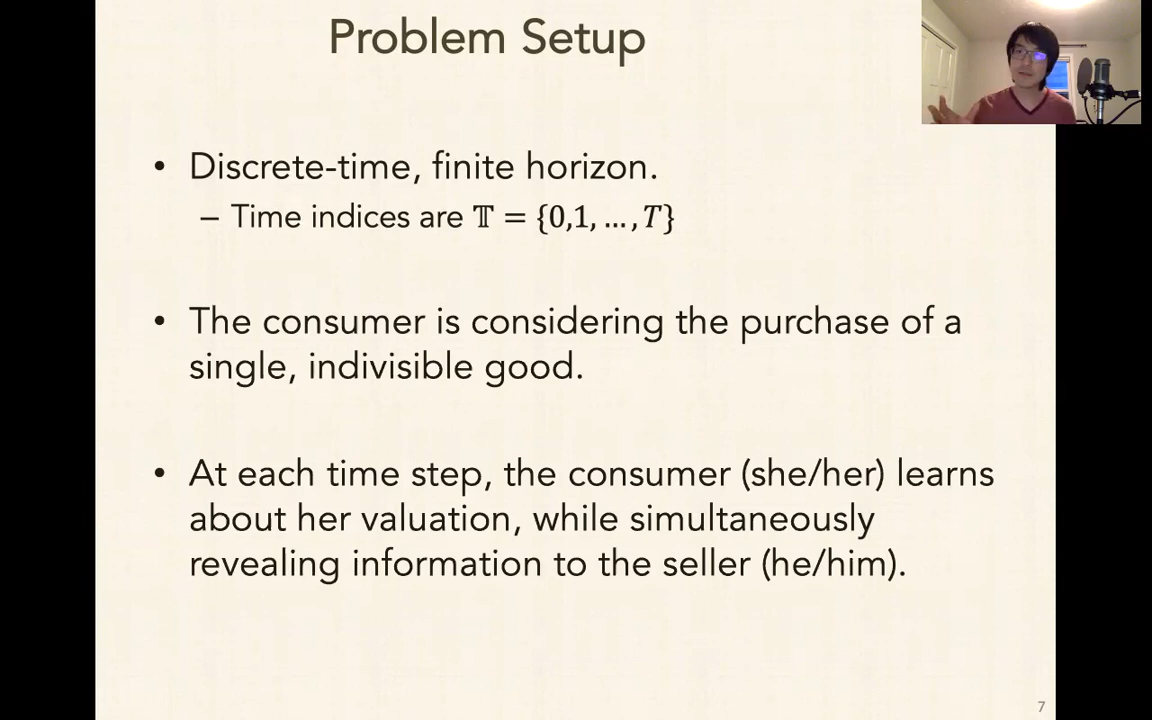 Problem Setup
• Discrete-time, finite horizon.
– Time indices are 𝕋 = {0,1, … , T}
• The consumer is considering the purchase of a
single, indivisible good.
• At each time step, the consumer (she/her) learns
about her valuation, while simultaneously
revealing information to the seller (he/him).
7